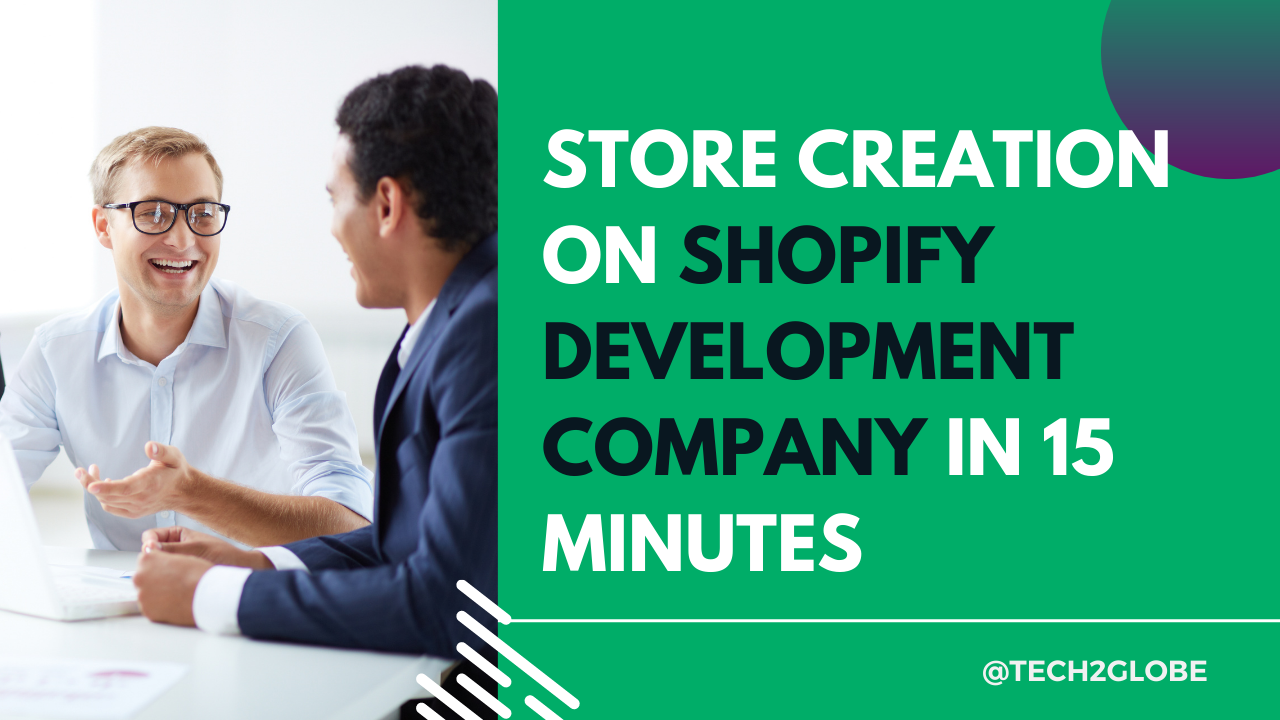 STORE CREATION
ON SHOPIFY
DEVELOPMENT
COMPANY IN 15
MINUTES
@TECH2GLOBE